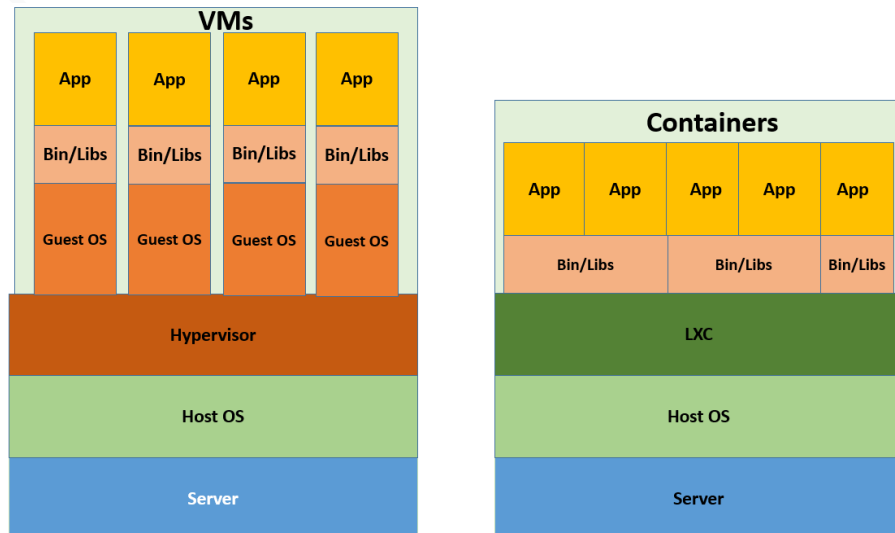 VMs
App App App App
Bin/Libs Bin/Libs Bin/Libs Bin/Libs
Guest OS Guest OS Guest OS Guest OS
Hypervisor
Host OS
Server
Containers
App App App App App
Bin/Libs Bin/Libs Bin/Libs
LXC
Host OS
Server